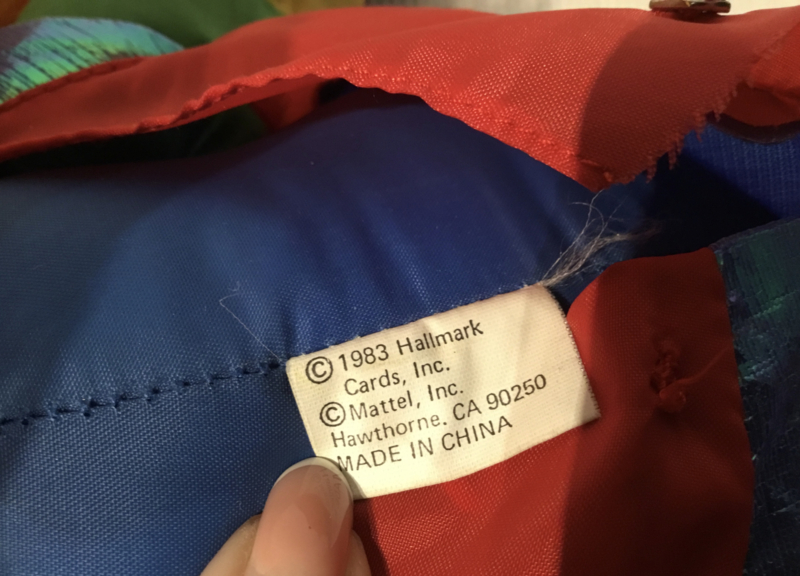 © 1983 Hallmark
Cards, Inc.
© Mattel, Inc.
Hawthorne. CA 90250
MADE IN CHINA